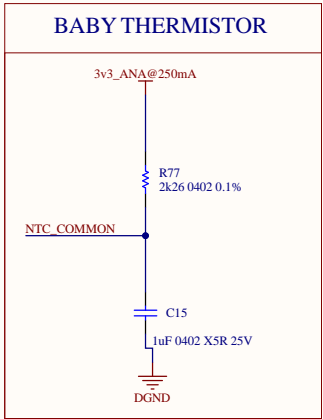 BABY THERMISTOR
3v3_ANA@250mA
R77
2k26 0402 0.1%
NTC_COMMON
C15
1uF 0402 X5R 25V
DGND